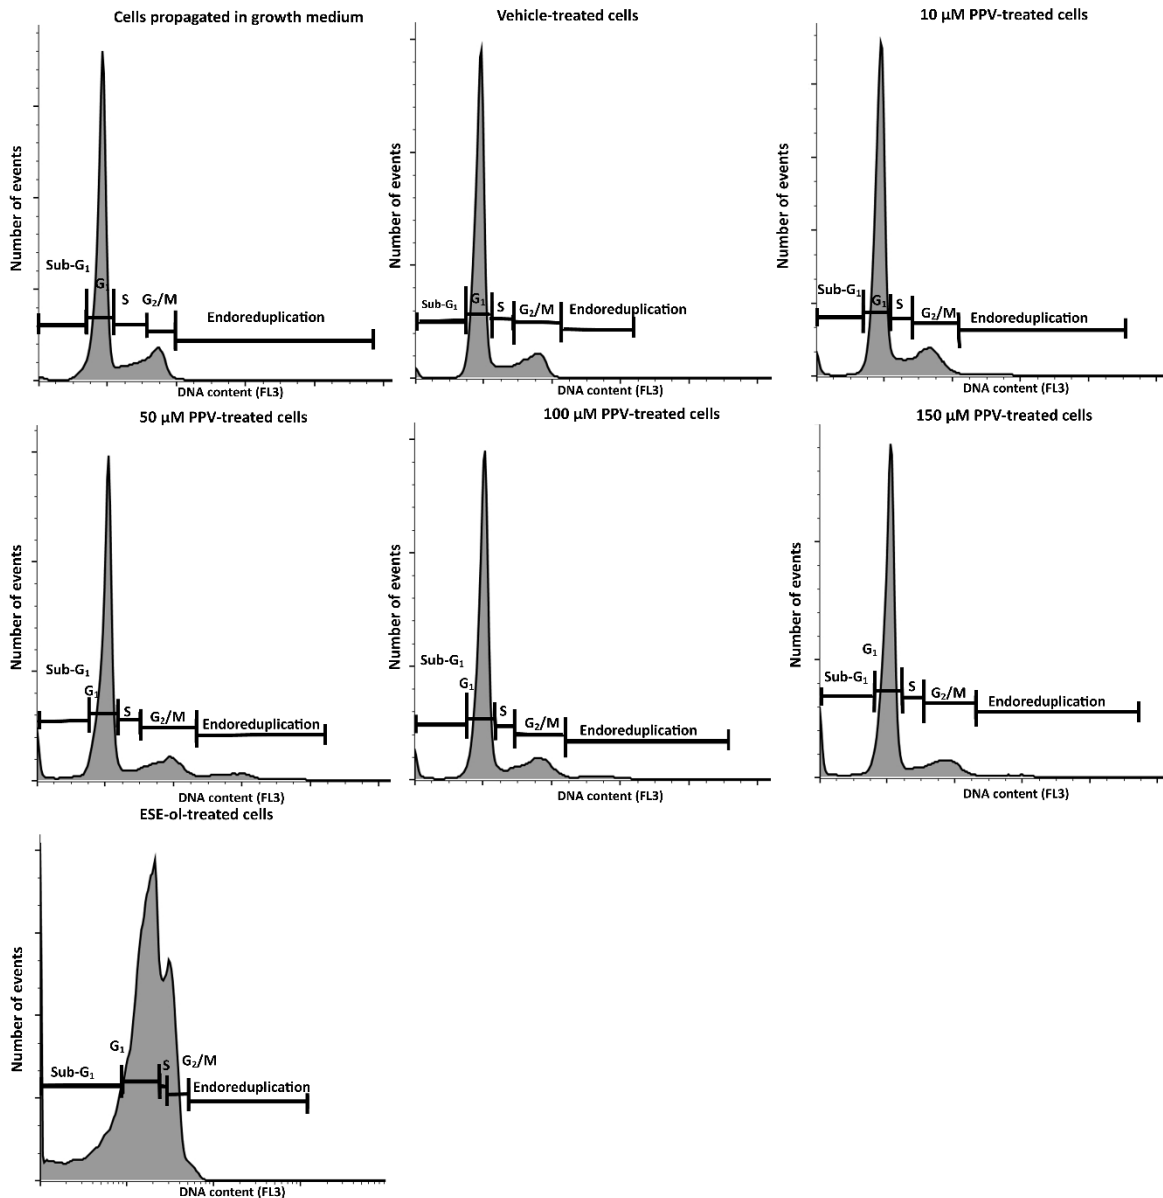 Cells propagated in growth medium
Number of events
Sub-G₁
G₁
S
G₂/M
Endoreduplication
DNA content (FL3)
Vehicle-treated cells
Number of events
Sub-G₁
G₁
S
G₂/M
Endoreduplication
DNA content (FL3)
10 µM PPV-treated cells
Number of events
Sub-G₁
G₁
S
G₂/M
Endoreduplication
DNA content (FL3)
50 µM PPV-treated cells
Number of events
Sub-G₁
G₁
S
G₂/M
Endoreduplication
DNA content (FL3)
100 µM PPV-treated cells
Number of events
Sub-G₁
G₁
S
G₂/M
Endoreduplication
DNA content (FL3)
150 µM PPV-treated cells
Number of events
Sub-G₁
G₁
S
G₂/M
Endoreduplication
DNA content (FL3)
ESE-ol-treated cells
Number of events
Sub-G₁
G₁
S
G₂/M
Endoreduplication
DNA content (FL3)